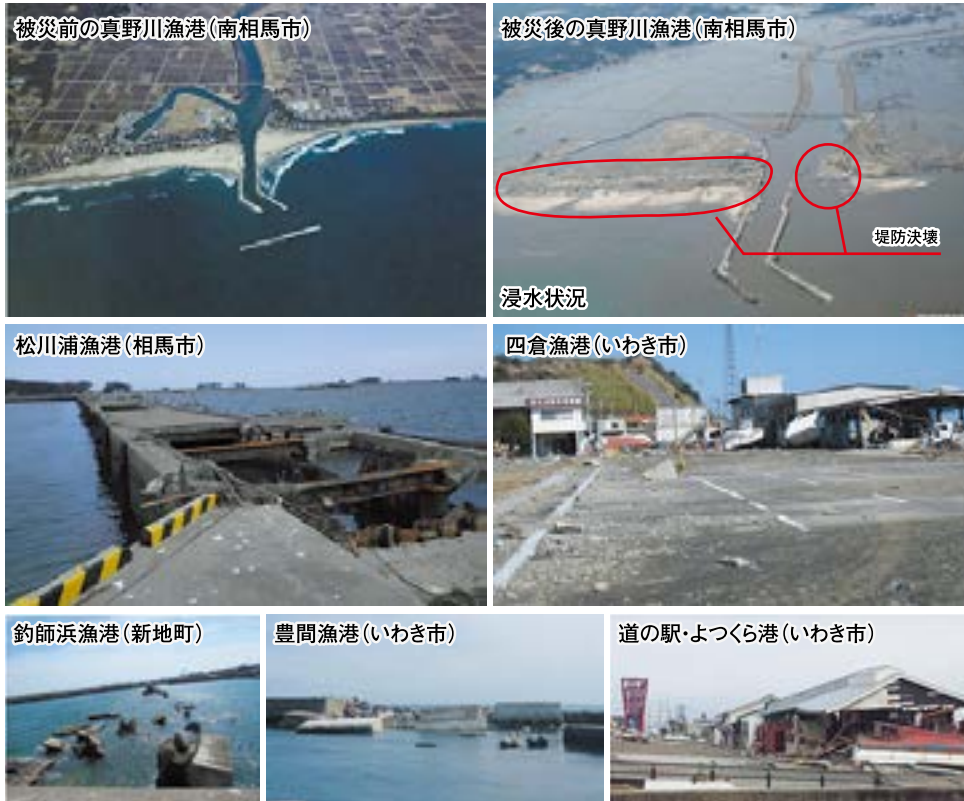 被災前の真野川漁港(南相馬市)
被災後の真野川漁港(南相馬市)
堤防決壊
浸水状況
松川浦漁港(相馬市)
四倉漁港(いわき市)
釣師浜漁港(新地町)
豊間漁港(いわき市)
道の駅・よつくら港(いわき市)